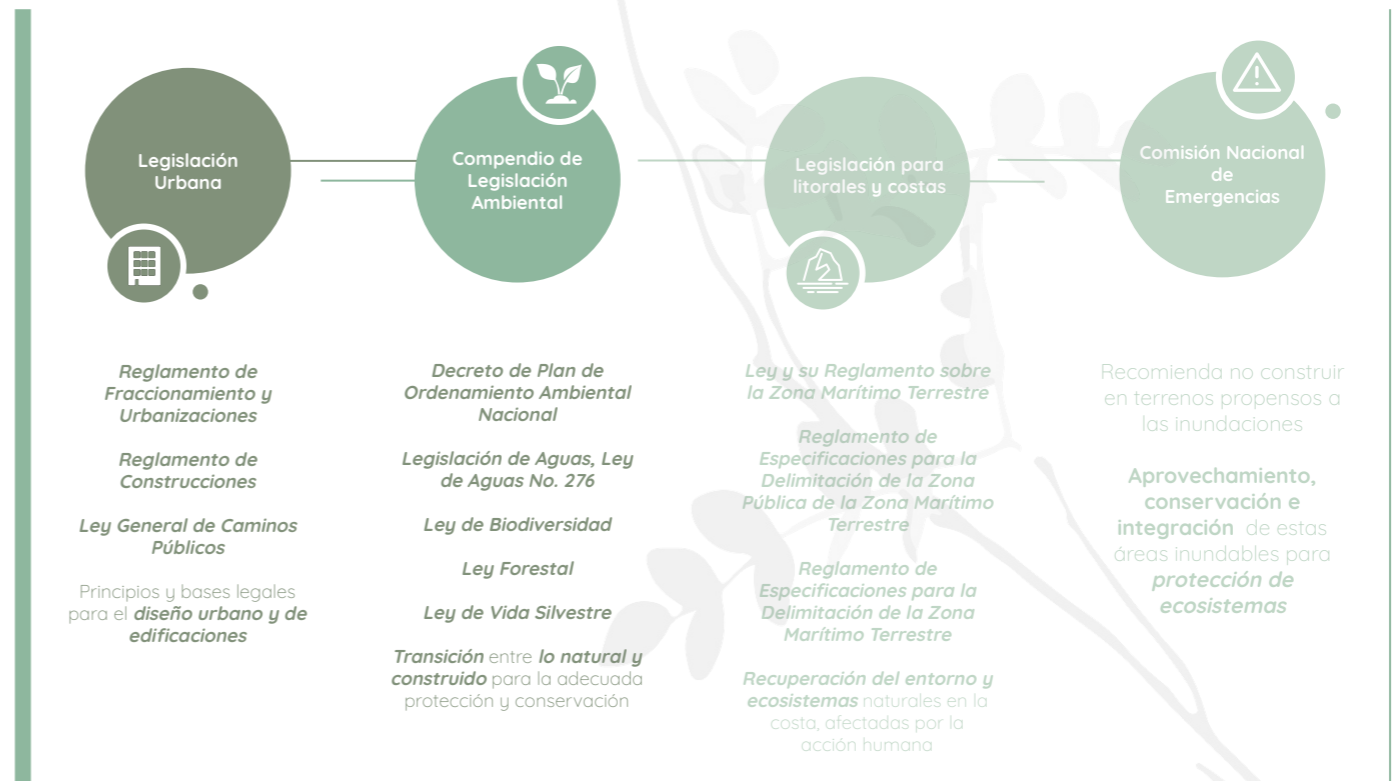 Legislación
Urbana
Compendio de
Legislación
Ambiental
Legislación para
litorales y costas
Comisión Nacional
de
Emergencias
Reglamento de
Fraccionamiento y
Urbanizaciones
Reglamento de
Construcciones
Ley General de Caminos
Públicos
Principios y bases legales
para el diseño urbano y de
edificaciones
Decreto de Plan de
Ordenamiento Ambiental
Nacional
Legislación de Aguas, Ley
de Aguas No. 276
Ley de Biodiversidad
Ley Forestal
Ley de Vida Silvestre
Transición entre lo natural y
construido para la adecuada
protección y conservación
Ley y su Reglamento sobre
la Zona Marítimo Terrestre
Reglamento de
Especificaciones para la
Delimitación de la Zona
Pública de la Zona Marítimo
Terrestre
Reglamento de
Especificaciones para la
Delimitación de la Zona
Marítimo Terrestre
Recuperación del entorno y
ecosistemas naturales en la
costa, afectadas por la
acción humana
Recomienda no construir
en terrenos propensos a
las inundaciones
Aprovechamiento,
conservación e
integración de estas
áreas inundables para
protección de
ecosistemas